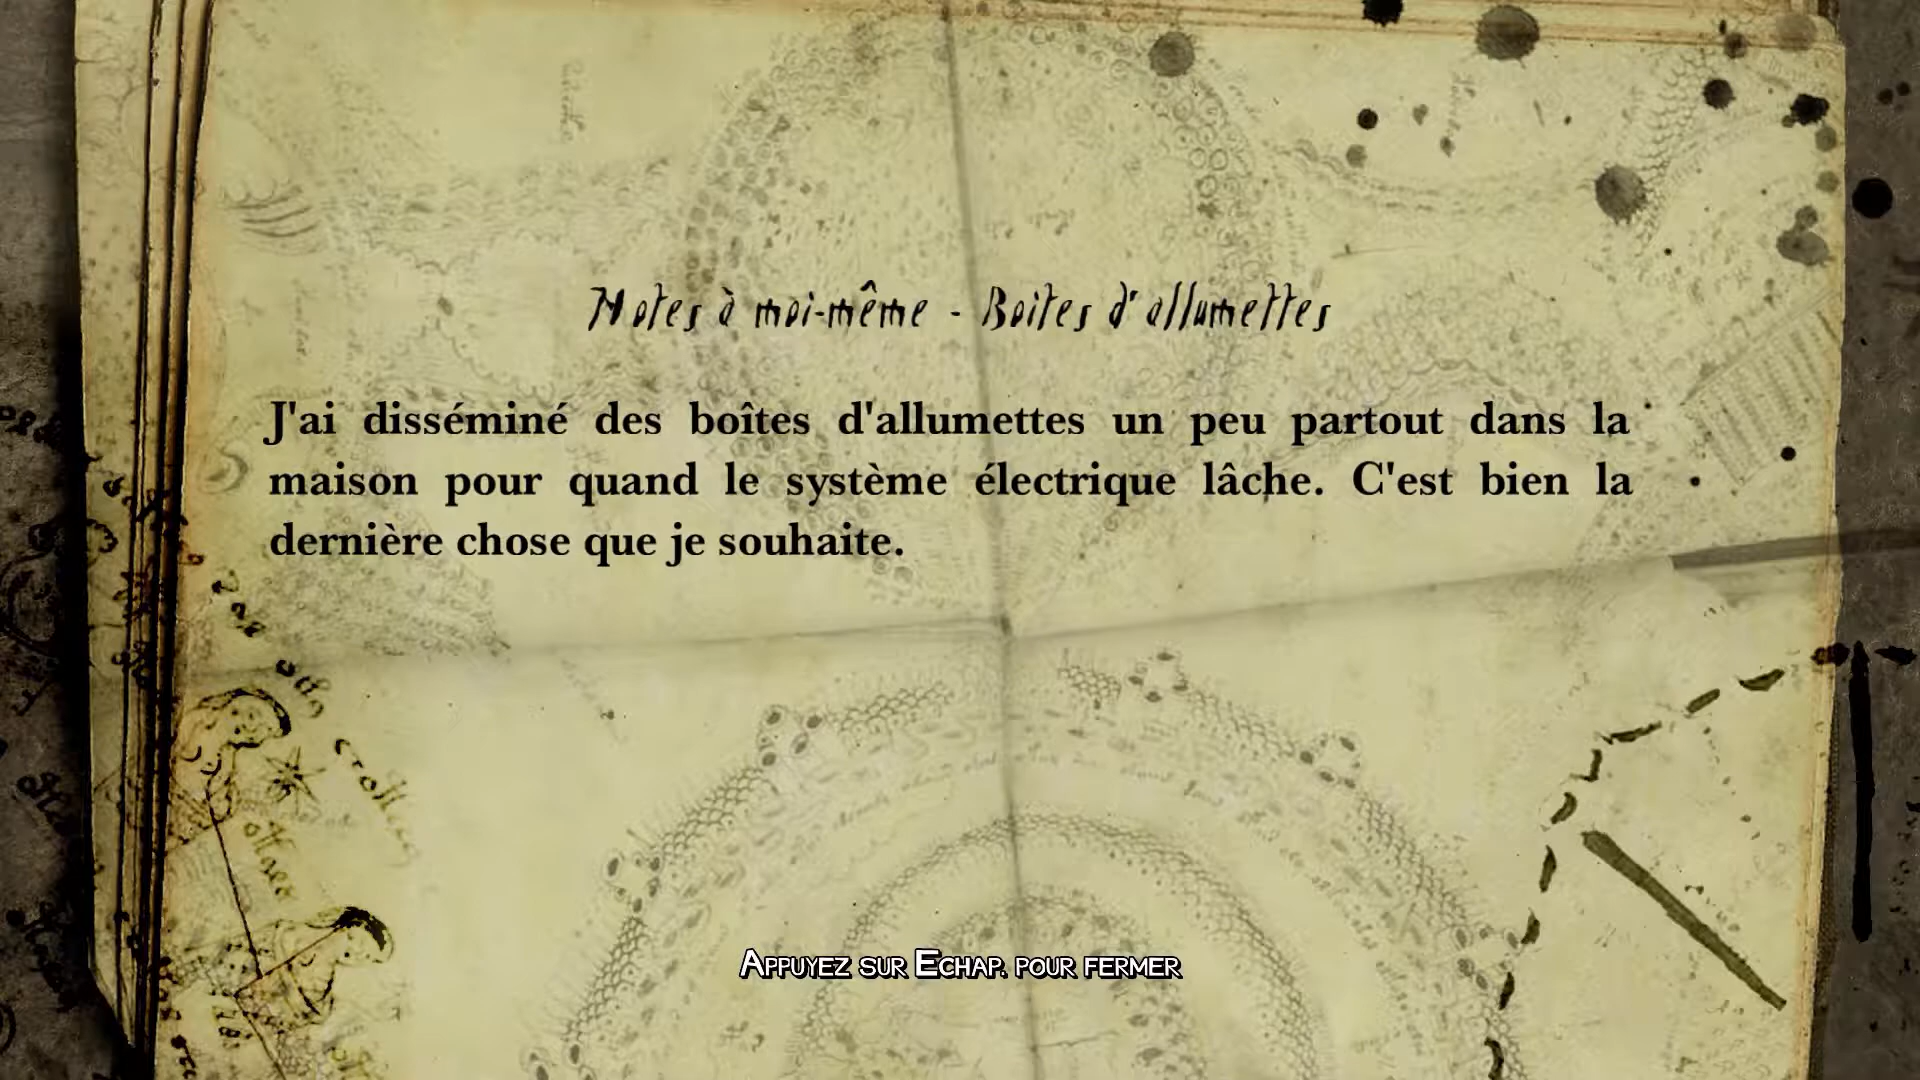 Notes à moi-même - Boites d'allumettes
J'ai disséminé des boîtes d'allumettes un peu partout dans la
maison pour quand le système électrique lâche. C'est bien la
dernière chose que je souhaite.
Appuyez sur Echap. pour fermer